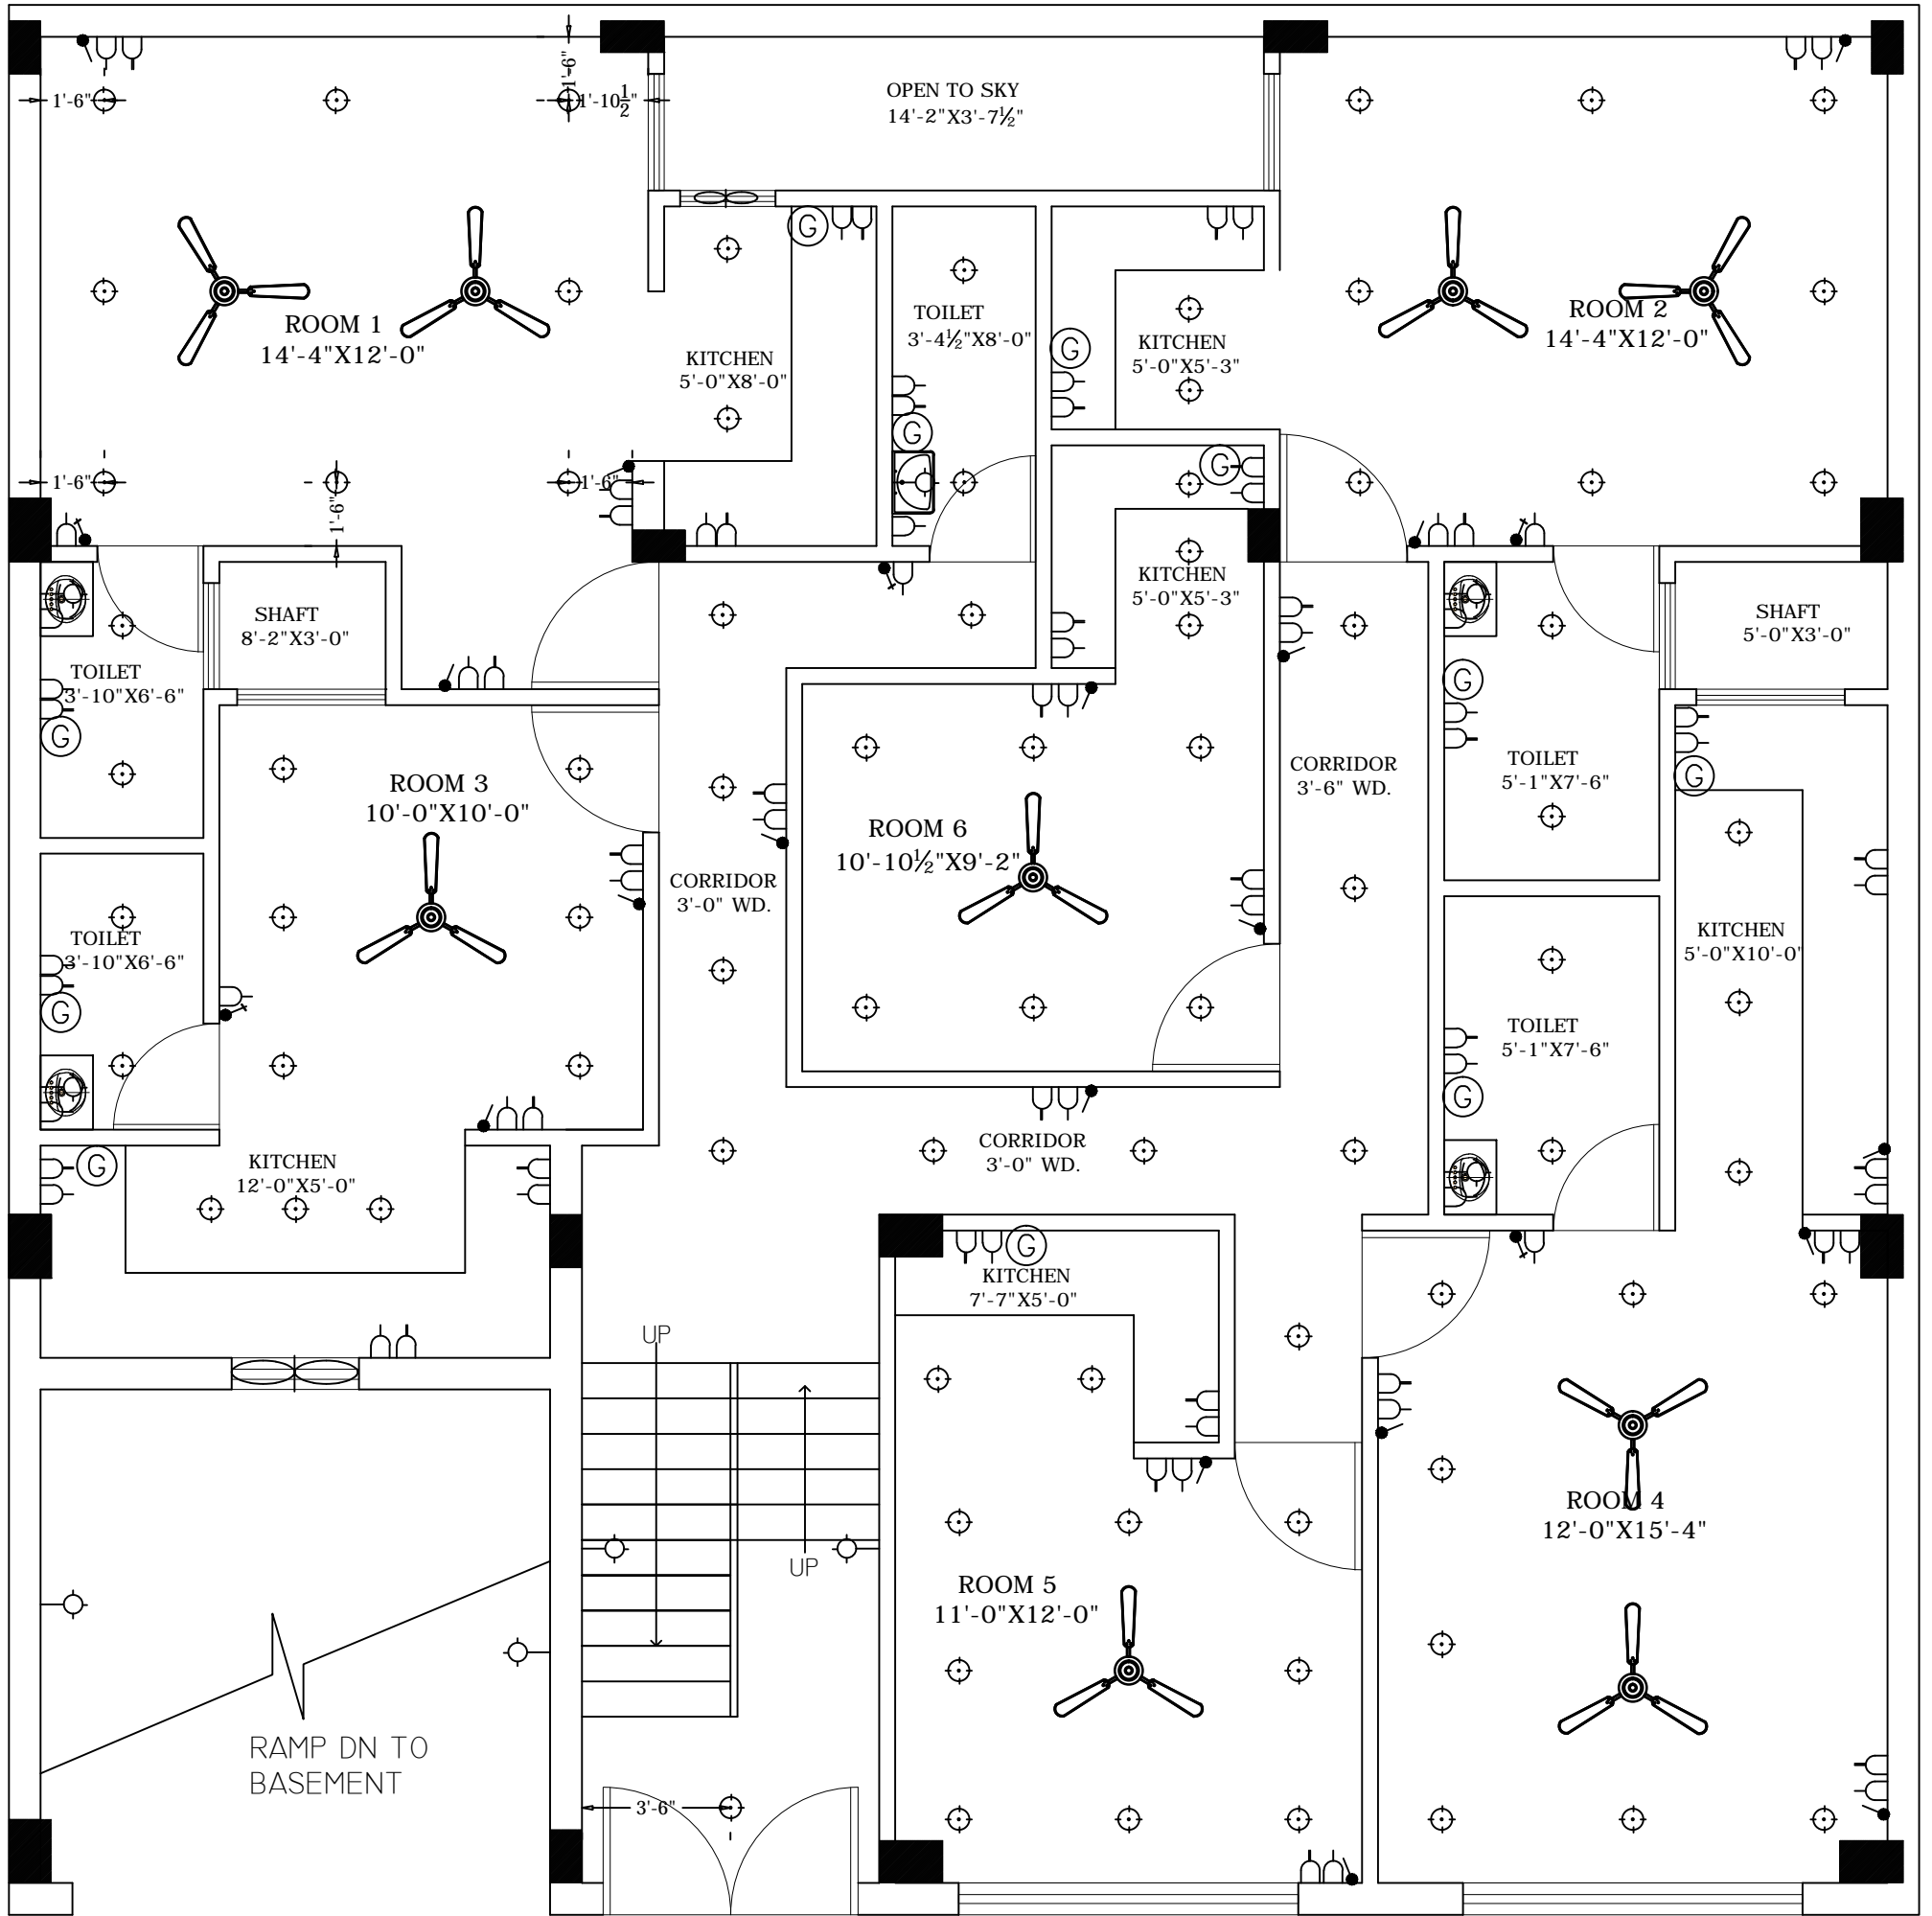 1'-6"
1'-6"
1'-10½"
OPEN TO SKY
14'-2"X3'-7½"
G
ROOM 1
14'-4"X12'-0"
KITCHEN
5'-0"X8'-0"
TOILET
3'-4½"X8'-0"
G
G
KITCHEN
5'-0"X5'-3"
ROOM 2
14'-4"X12'-0"
1'-6"
1'-6"
1'-6"
G
KITCHEN
5'-0"X5'-3"
SHAFT
8'-2"X3'-0"
SHAFT
5'-0"X3'-0"
TOILET
3'-10"X6'-6"
G
G
ROOM 3
10'-0"X10'-0"
ROOM 6
10'-10½"X9'-2"
CORRIDOR
3'-6" WD.
TOILET
5'-1"X7'-6"
G
CORRIDOR
3'-0" WD.
TOILET
3'-10"X6'-6"
G
KITCHEN
5'-0"X10'-0"
TOILET
5'-1"X7'-6"
G
G
KITCHEN
12'-0"X5'-0"
CORRIDOR
3'-0" WD.
G
KITCHEN
7'-7"X5'-0"
UP
UP
ROOM 4
12'-0"X15'-4"
ROOM 5
11'-0"X12'-0"
RAMP DN TO
BASEMENT
3'-6"